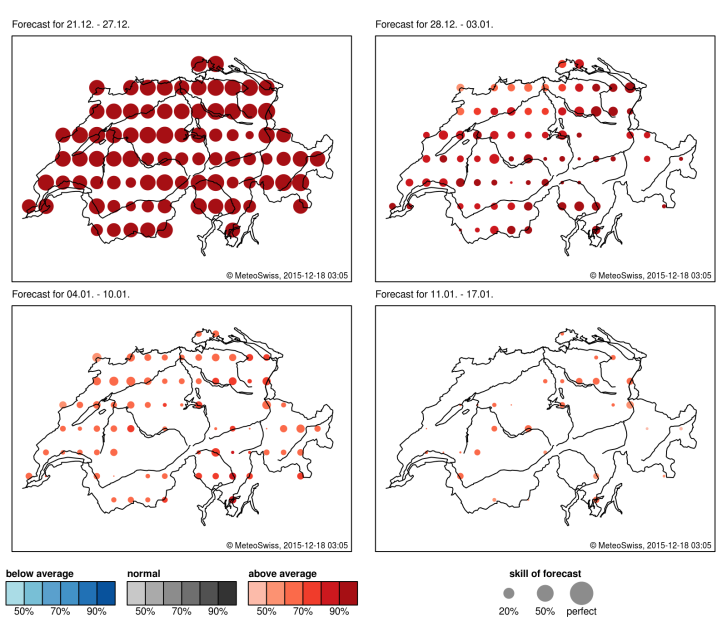 Forecast for 21.12. - 27.12.
Forecast for 28.12. - 03.01.
© MeteoSwiss, 2015-12-18 03:05
© MeteoSwiss, 2015-12-18 03:05
Forecast for 04.01. - 10.01.
Forecast for 11.01. - 17.01.
© MeteoSwiss, 2015-12-18 03:05
© MeteoSwiss, 2015-12-18 03:05
below average
normal
above average
skill of forecast
50% 70% 90%
50% 70% 90%
50% 70% 90%
20% 50% perfect